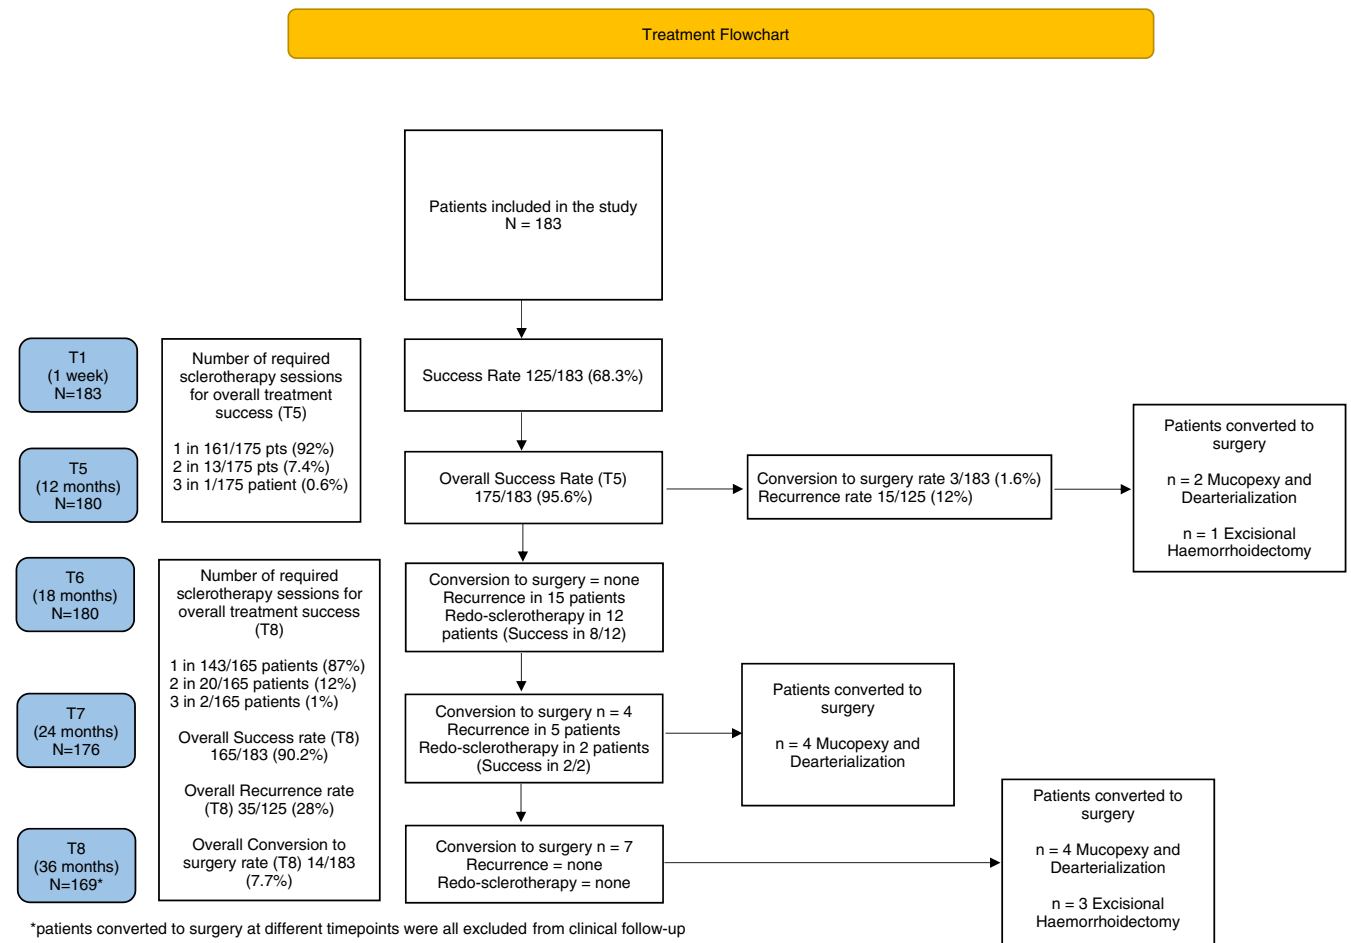 Treatment Flowchart
Patients included in the study
N = 183
T1
(1 week)
N=183
Number of required
sclerotherapy sessions
for overall treatment
success (T5)
1 in 161/175 pts (92%)
2 in 13/175 pts (7.4%)
3 in 1/175 patient (0.6%)
Success Rate 125/183 (68.3%)
T5
(12 months)
N=180
Overall Success Rate (T5)
175/183 (95.6%)
Conversion to surgery rate 3/183 (1.6%)
Recurrence rate 15/125 (12%)
Patients converted to
surgery
n = 2 Mucopexy and
Dearterialization
n = 1 Excisional
Haemorrhoidectomy
T6
(18 months)
N=180
Number of required
sclerotherapy sessions for
overall treatment success
(T8)
1 in 143/165 patients (87%)
2 in 20/165 patients (12%)
3 in 2/165 patients (1%)
Overall Success rate (T8)
165/183 (90.2%)
Overall Recurrence rate
(T8) 35/125 (28%)
Overall Conversion to
surgery rate (T8) 14/183
(7.7%)
Conversion to surgery = none
Recurrence in 15 patients
Redo-sclerotherapy in 12
patients (Success in 8/12)
T7
(24 months)
N=176
Conversion to surgery n = 4
Recurrence in 5 patients
Redo-sclerotherapy in 2 patients
(Success in 2/2)
Patients converted to
surgery
n = 4 Mucopexy and
Dearterialization
T8
(36 months)
N=169*
Conversion to surgery n = 7
Recurrence = none
Redo-sclerotherapy = none
Patients converted to
surgery
n = 4 Mucopexy and
Dearterialization
n = 3 Excisional
Haemorrhoidectomy
*patients converted to surgery at different timepoints were all excluded from clinical follow-up